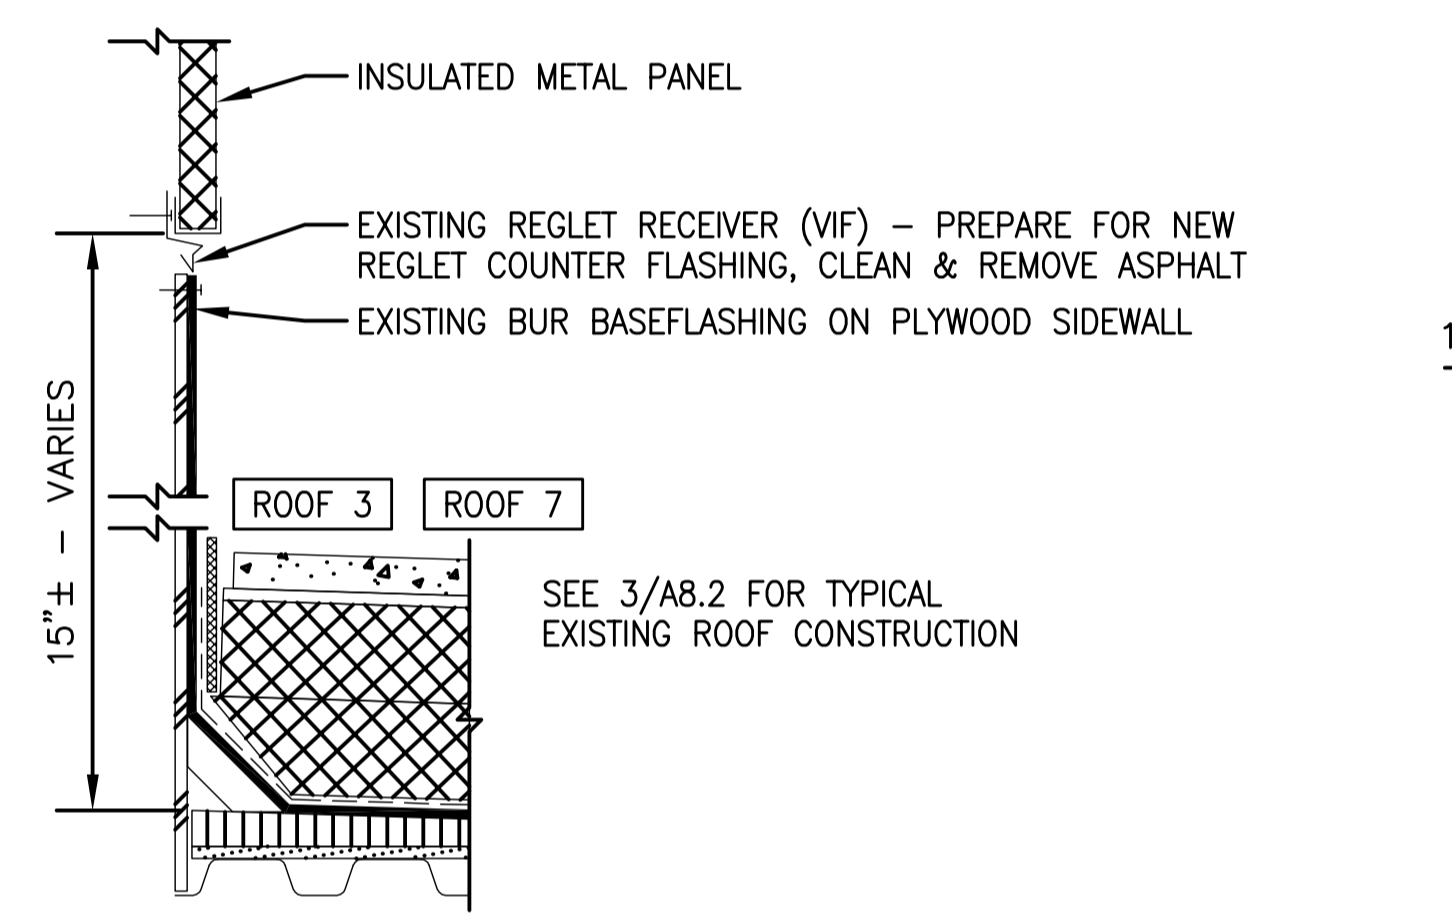 INSULATED METAL PANEL
EXISTING REGLET RECEIVER (VIF) – PREPARE FOR NEW
REGLET COUNTER FLASHING, CLEAN & REMOVE ASPHALT
EXISTING BUR BASEFLASHING ON PLYWOOD SIDEWALL
15"± – VARIES
ROOF 3
ROOF 7
SEE 3/A8.2 FOR TYPICAL
EXISTING ROOF CONSTRUCTION